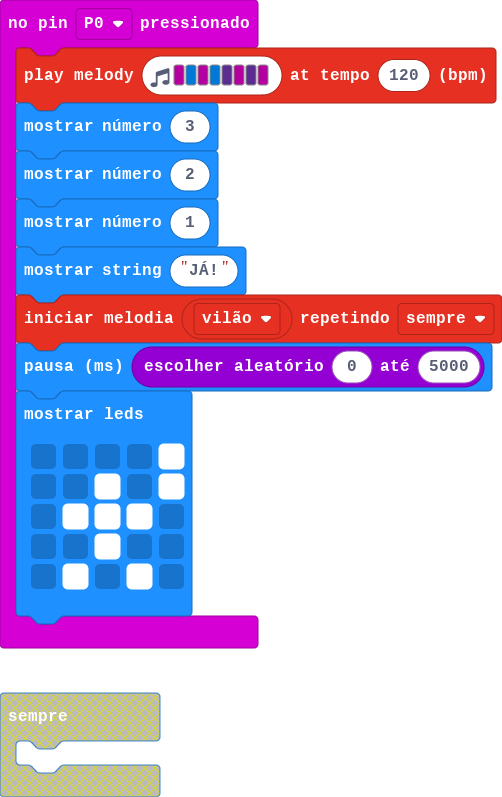 no pin P0 pressionado
play melody at tempo 120 (bpm)
mostrar número 3
mostrar número 2
mostrar número 1
mostrar string "JÁ!"
iniciar melodia vilão repetindo sempre
pausa (ms) escolher aleatório 0 até 5000
mostrar leds
sempre